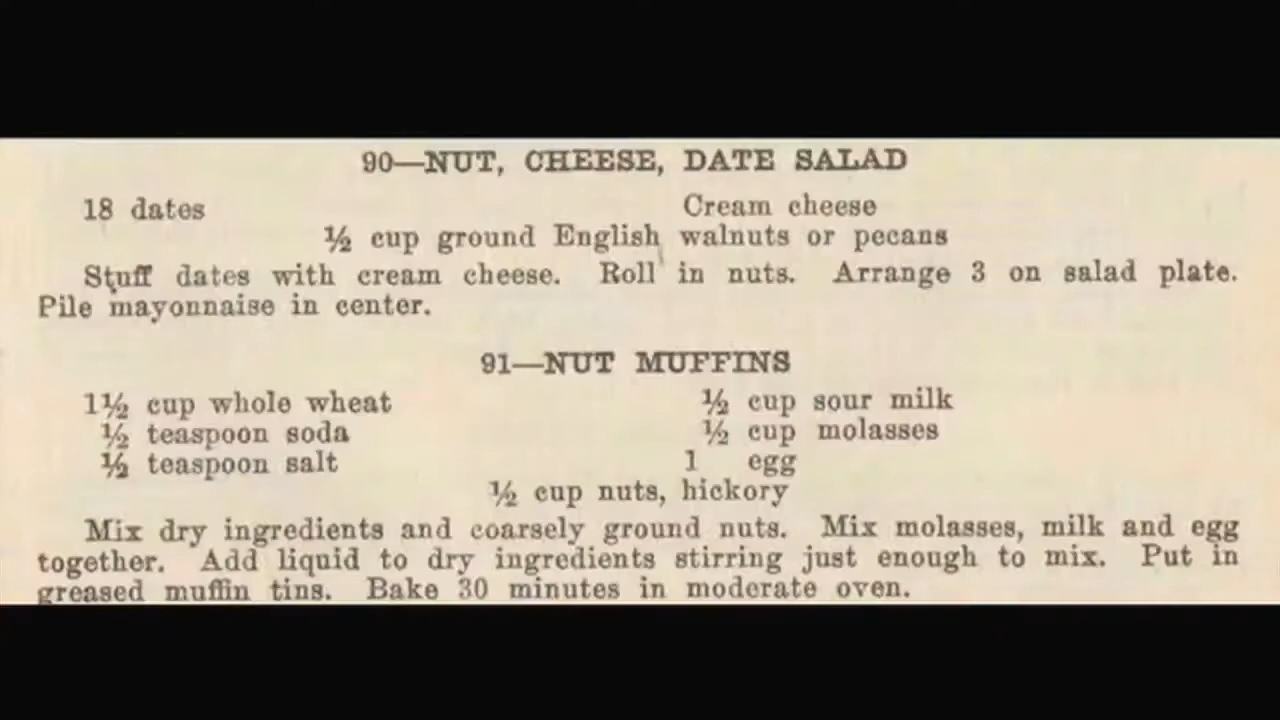 90—NUT, CHEESE, DATE SALAD
18 dates Cream cheese
½ cup ground English walnuts or pecans
Stuff dates with cream cheese. Roll in nuts. Arrange 3 on salad plate.
Pile mayonnaise in center.
91—NUT MUFFINS
1½ cup whole wheat ½ cup sour milk
½ teaspoon soda ½ cup molasses
½ teaspoon salt 1 egg
½ cup nuts, hickory
Mix dry ingredients and coarsely ground nuts. Mix molasses, milk and egg
together. Add liquid to dry ingredients stirring just enough to mix. Put in
greased muffin tins. Bake 30 minutes in moderate oven.